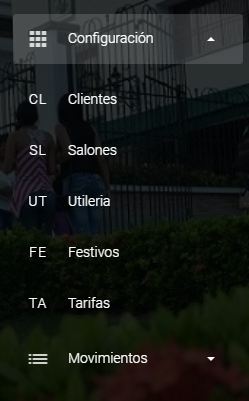 Configuración
CL Clientes
SL Salones
UT Utileria
FE Festivos
TA Tarifas
Movimientos